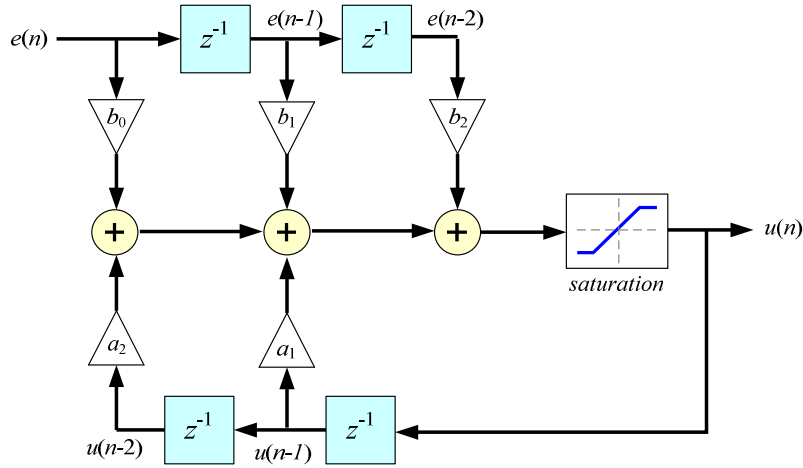 e(n)
z⁻¹
e(n-1)
z⁻¹
e(n-2)
b₀
b₁
b₂
+
+
+
u(n)
saturation
a₂
a₁
u(n-2)
z⁻¹
u(n-1)
z⁻¹